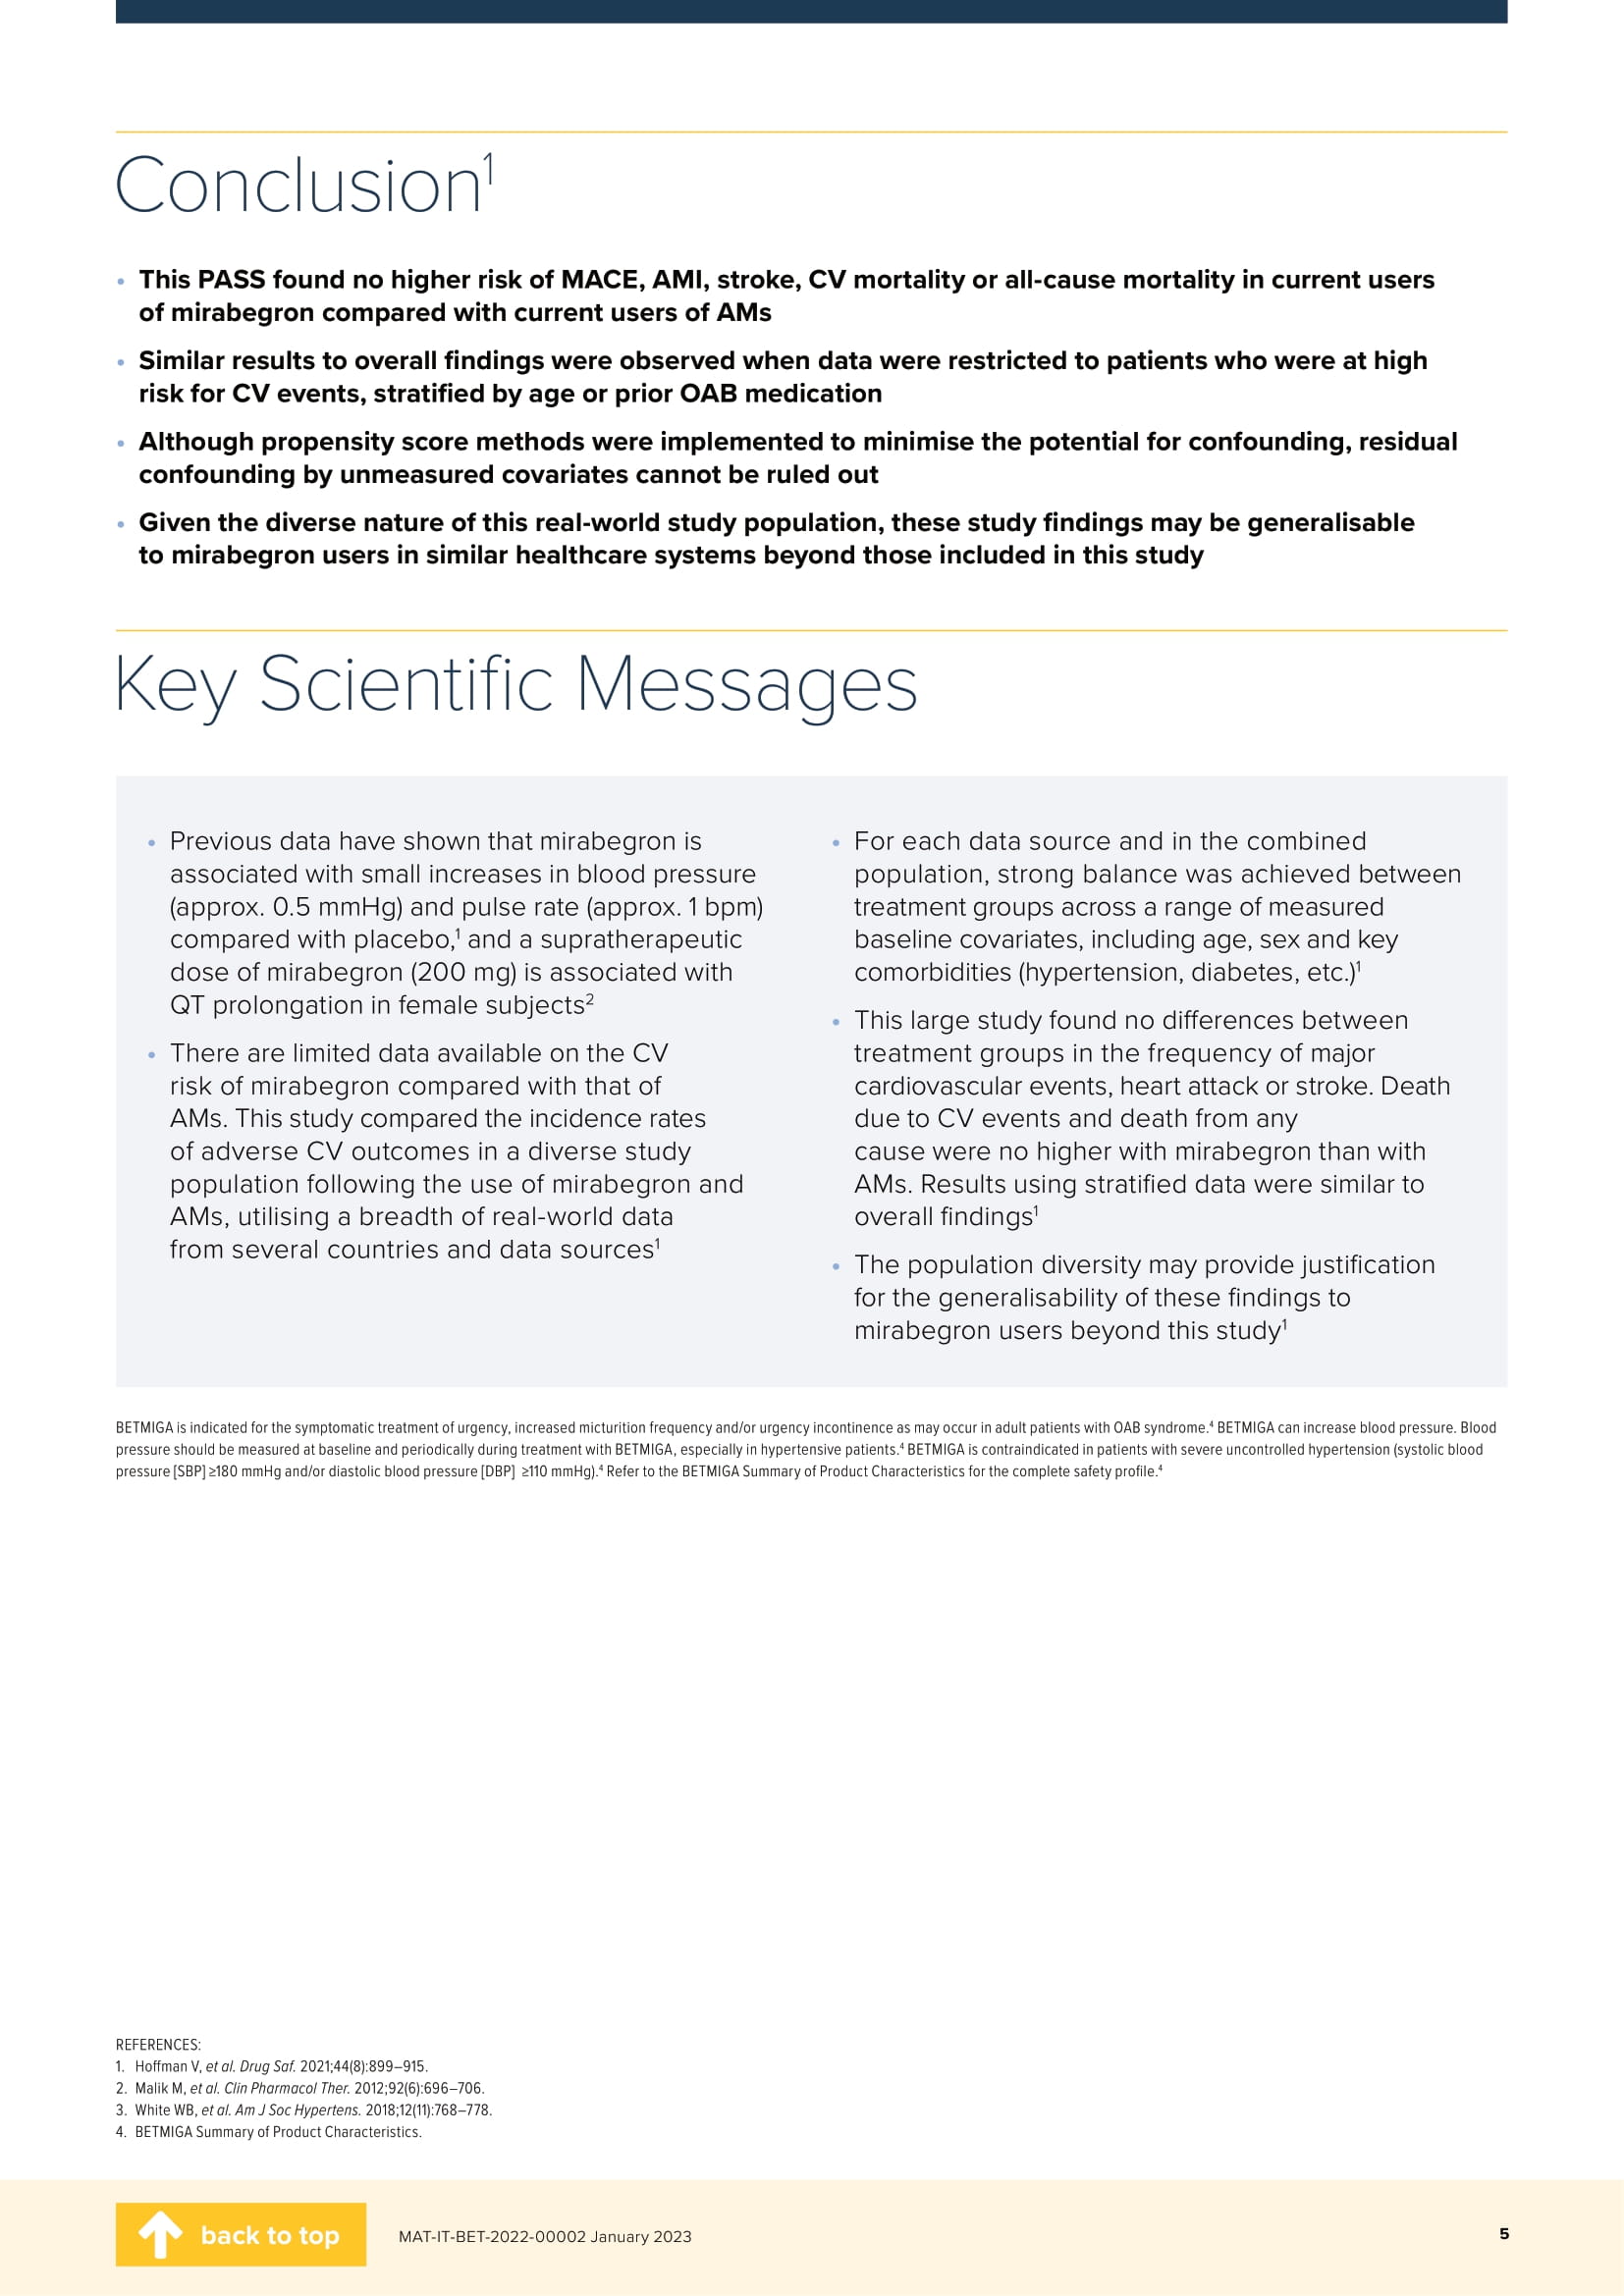 Conclusion¹
• This PASS found no higher risk of MACE, AMI, stroke, CV mortality or all-cause mortality in current users
of mirabegron compared with current users of AMs
• Similar results to overall findings were observed when data were restricted to patients who were at high
risk for CV events, stratified by age or prior OAB medication
• Although propensity score methods were implemented to minimise the potential for confounding, residual
confounding by unmeasured covariates cannot be ruled out
• Given the diverse nature of this real-world study population, these study findings may be generalisable
to mirabegron users in similar healthcare systems beyond those included in this study
Key Scientific Messages
• Previous data have shown that mirabegron is
associated with small increases in blood pressure
(approx. 0.5 mmHg) and pulse rate (approx. 1 bpm)
compared with placebo,¹ and a supratherapeutic
dose of mirabegron (200 mg) is associated with
QT prolongation in female subjects²
• There are limited data available on the CV
risk of mirabegron compared with that of
AMs. This study compared the incidence rates
of adverse CV outcomes in a diverse study
population following the use of mirabegron and
AMs, utilising a breadth of real-world data
from several countries and data sources¹
• For each data source and in the combined
population, strong balance was achieved between
treatment groups across a range of measured
baseline covariates, including age, sex and key
comorbidities (hypertension, diabetes, etc.)¹
• This large study found no differences between
treatment groups in the frequency of major
cardiovascular events, heart attack or stroke. Death
due to CV events and death from any
cause were no higher with mirabegron than with
AMs. Results using stratified data were similar to
overall findings¹
• The population diversity may provide justification
for the generalisability of these findings to
mirabegron users beyond this study¹
BETMIGA is indicated for the symptomatic treatment of urgency, increased micturition frequency and/or urgency incontinence as may occur in adult patients with OAB syndrome.⁴ BETMIGA can increase blood pressure. Blood
pressure should be measured at baseline and periodically during treatment with BETMIGA, especially in hypertensive patients.⁴ BETMIGA is contraindicated in patients with severe uncontrolled hypertension (systolic blood
pressure [SBP] ≥180 mmHg and/or diastolic blood pressure [DBP] ≥110 mmHg).⁴ Refer to the BETMIGA Summary of Product Characteristics for the complete safety profile.⁴
REFERENCES:
1. Hoffman V, et al. Drug Saf. 2021;44(8):899–915.
2. Malik M, et al. Clin Pharmacol Ther. 2012;92(6):696–706.
3. White WB, et al. Am J Soc Hypertens. 2018;12(11):768–778.
4. BETMIGA Summary of Product Characteristics.
back to top
MAT-IT-BET-2022-00002 January 2023
5